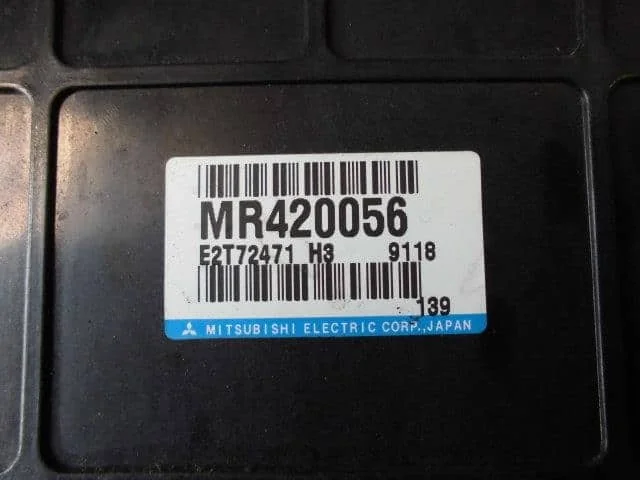 MR420056
E2T72471 H3 9118
139
MITSUBISHI ELECTRIC CORP., JAPAN